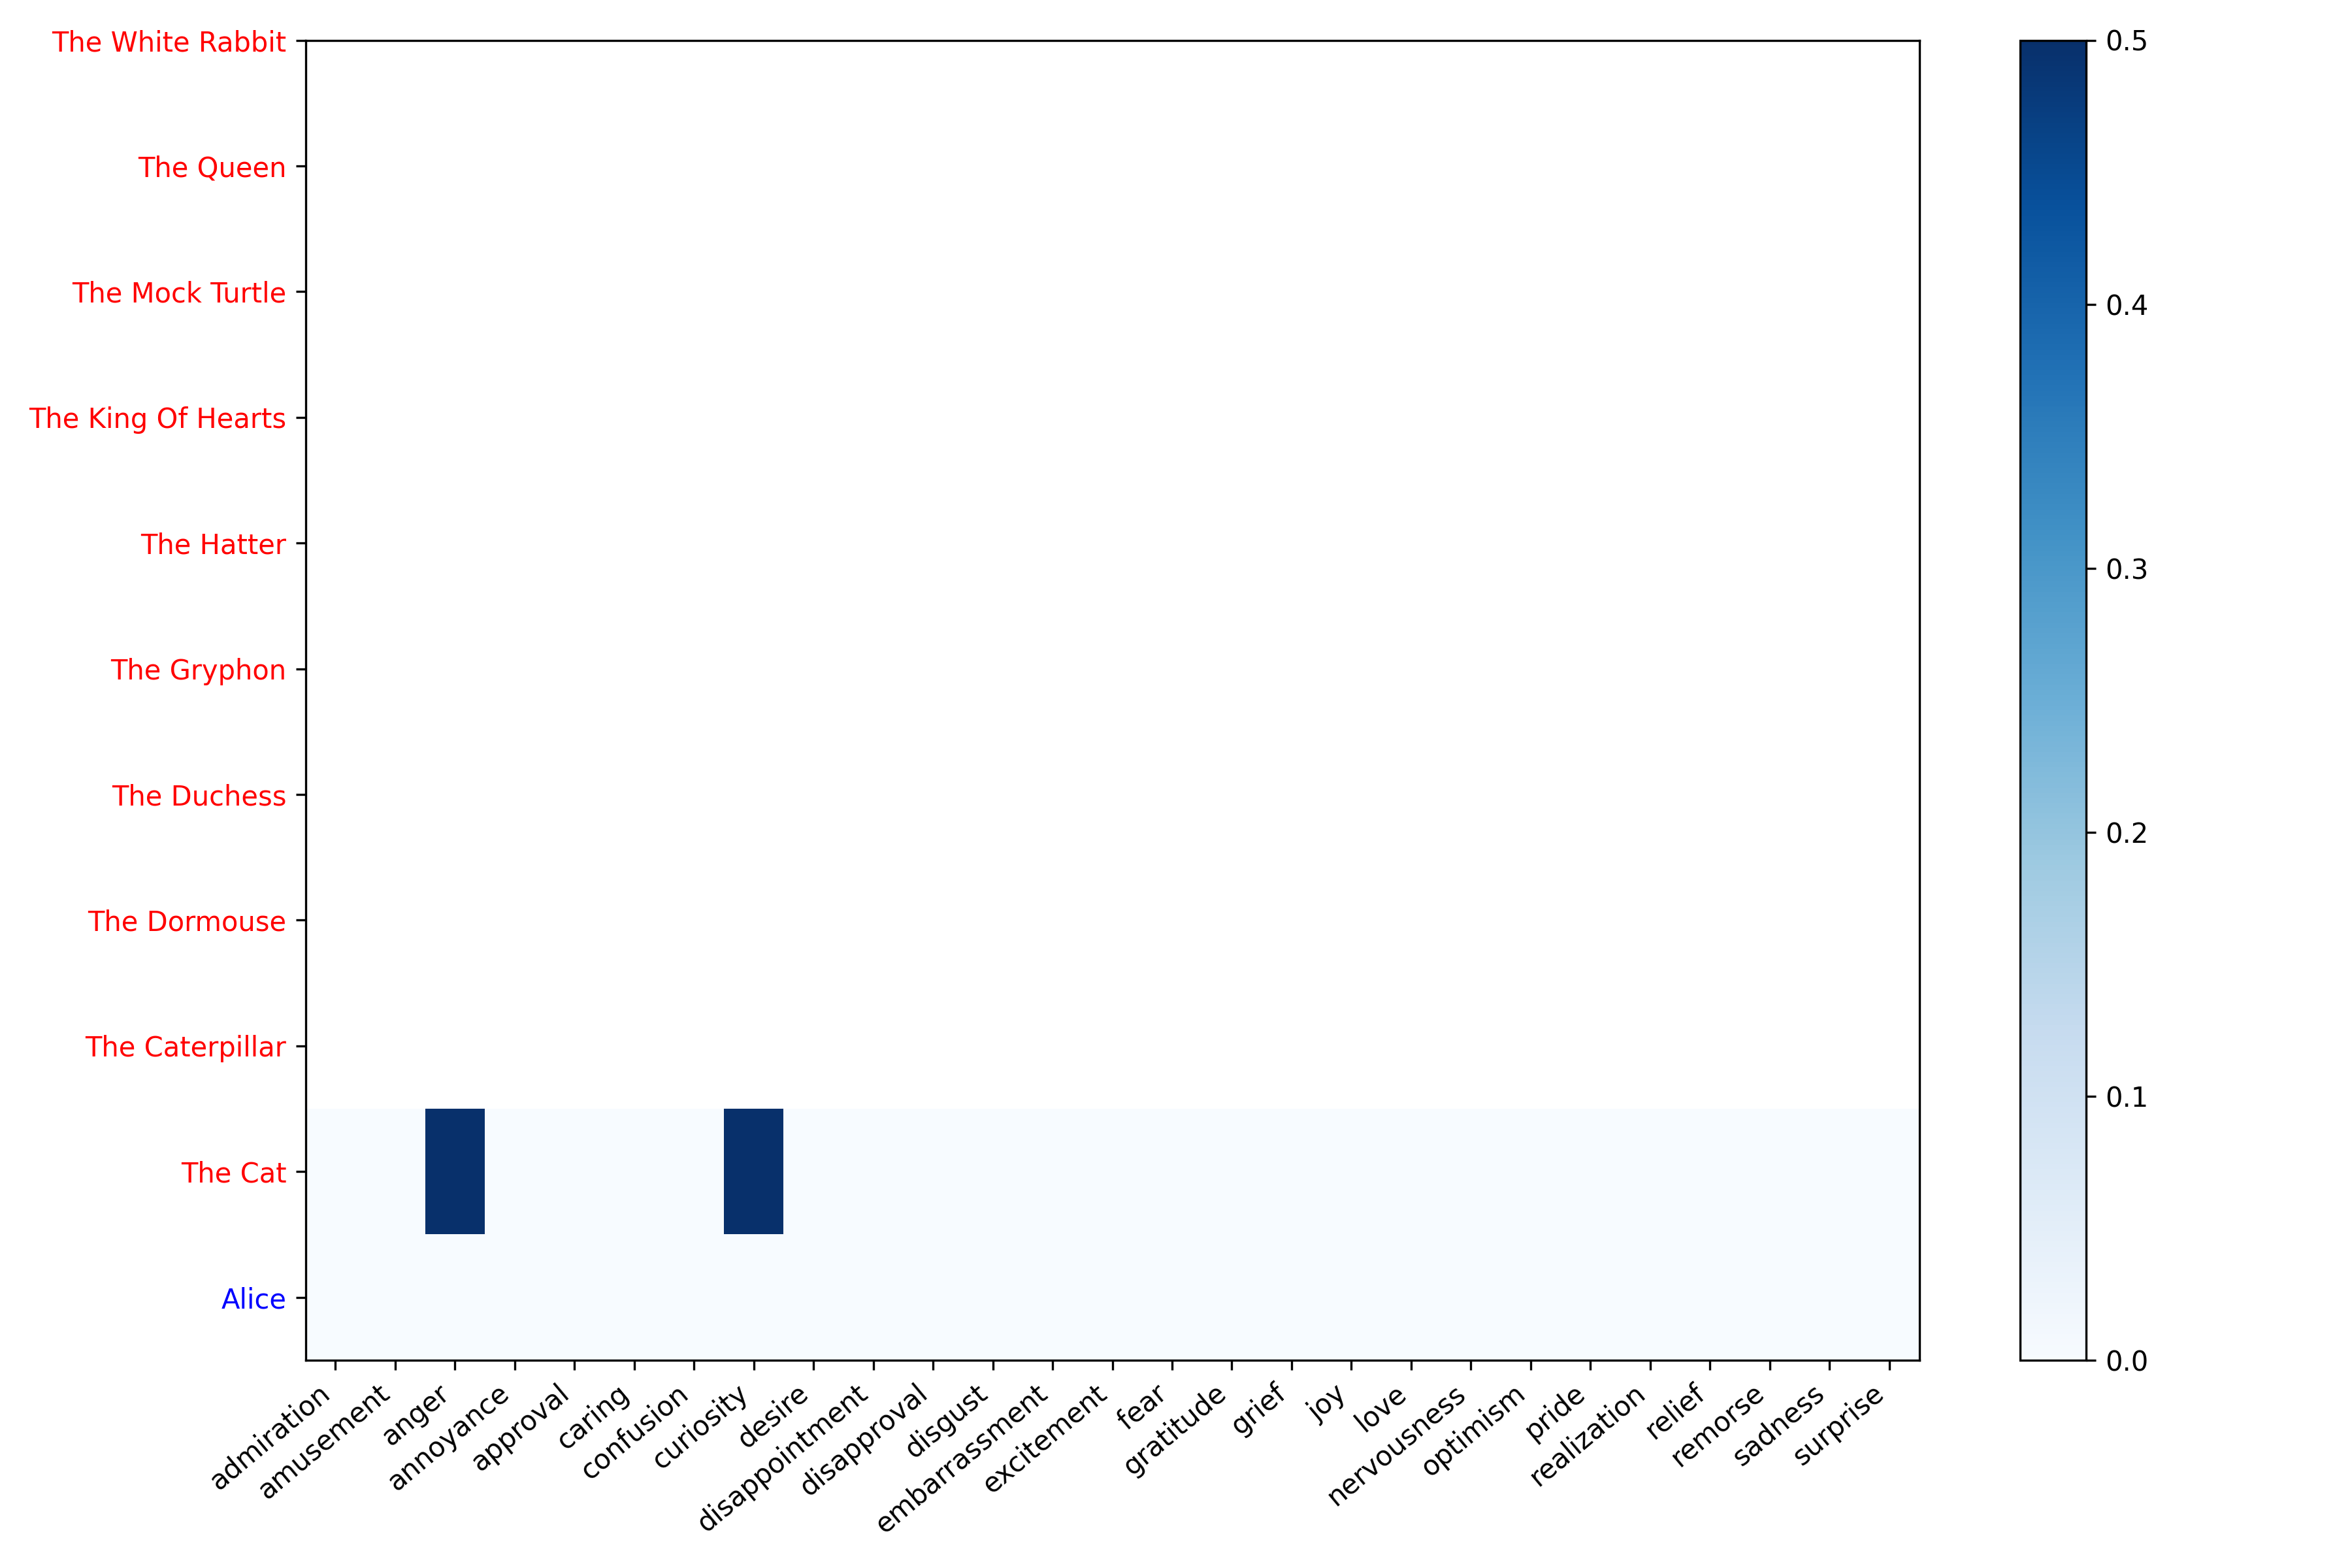 The White Rabbit
The Queen
The Mock Turtle
The King Of Hearts
The Hatter
The Gryphon
The Duchess
The Dormouse
The Caterpillar
The Cat
Alice
admiration
amusement
anger
annoyance
approval
caring
confusion
curiosity
desire
disappointment
disapproval
disgust
embarrassment
excitement
fear
gratitude
grief
joy
love
nervousness
optimism
pride
realization
relief
remorse
sadness
surprise
0.5
0.4
0.3
0.2
0.1
0.0